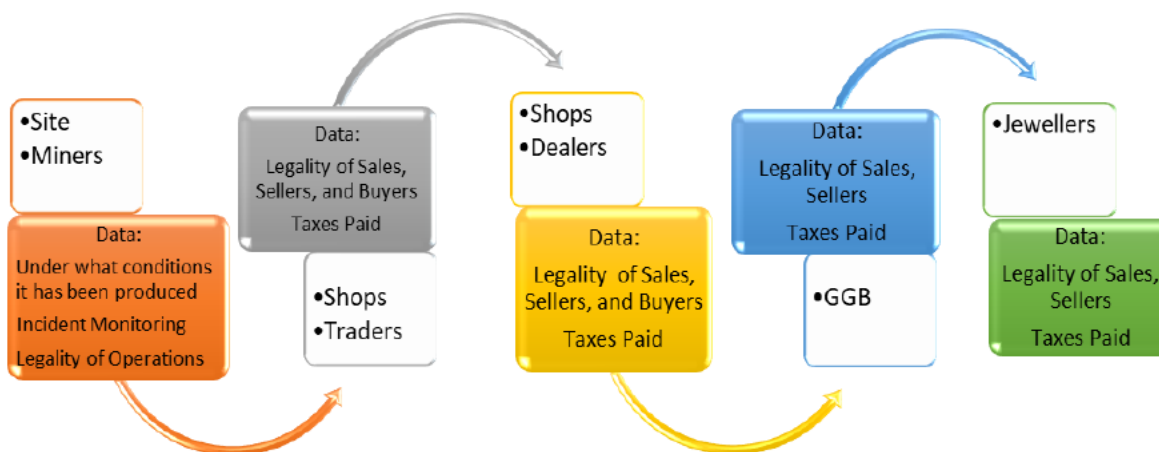 •Site
•Miners
Data:
Under what conditions
it has been produced
Incident Monitoring
Legality of Operations
Data:
Legality of Sales,
Sellers, and Buyers
Taxes Paid
•Shops
•Traders
•Shops
•Dealers
Data:
Legality of Sales,
Sellers, and Buyers
Taxes Paid
Data:
Legality of Sales,
Sellers
Taxes Paid
•GGB
•Jewellers
Data:
Legality of Sales,
Sellers
Taxes Paid